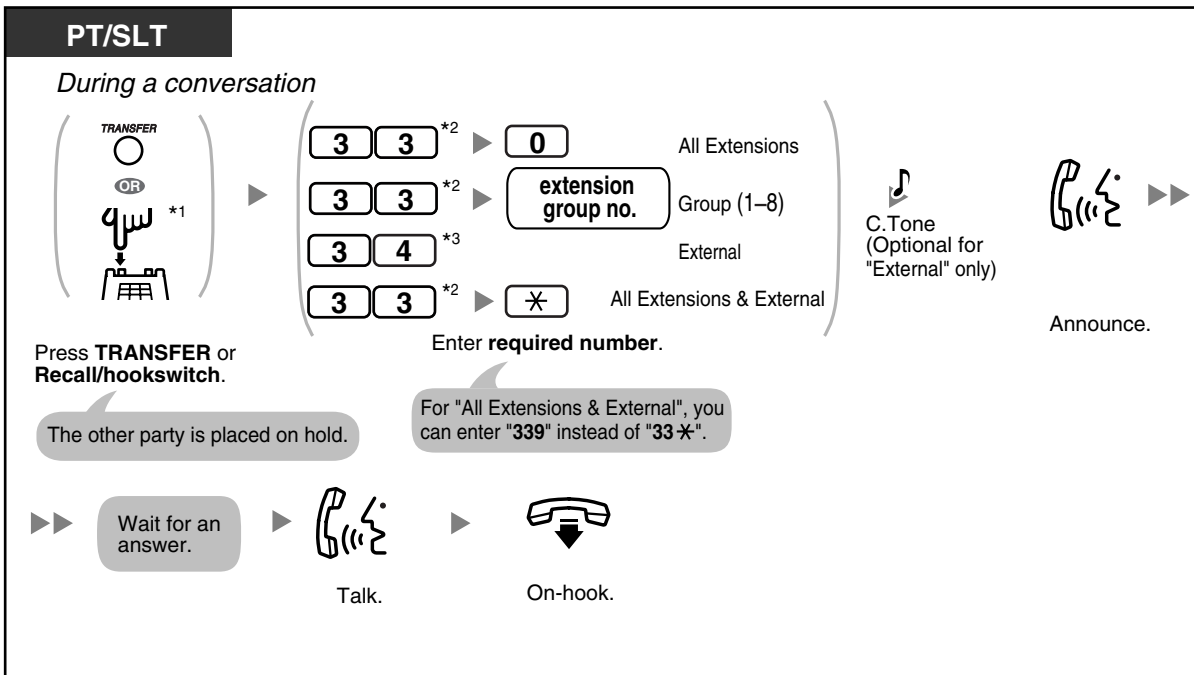 PT/SLT
During a conversation
TRANSFER
OR
*1
3 3 *2 0 All Extensions
3 3 *2 extension group no. Group (1–8)
3 4 *3 External
3 3 *2 ✳ All Extensions & External
C.Tone
(Optional for
"External" only)
Press TRANSFER or
Recall/hookswitch.
The other party is placed on hold.
Enter required number.
For "All Extensions & External", you
can enter "339" instead of "33✳".
Announce.
Wait for an
answer.
Talk.
On-hook.